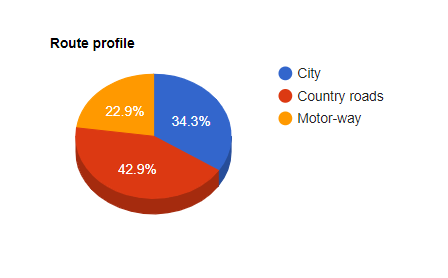 Route profile
City
Country roads
Motor-way
34.3%
22.9%
42.9%